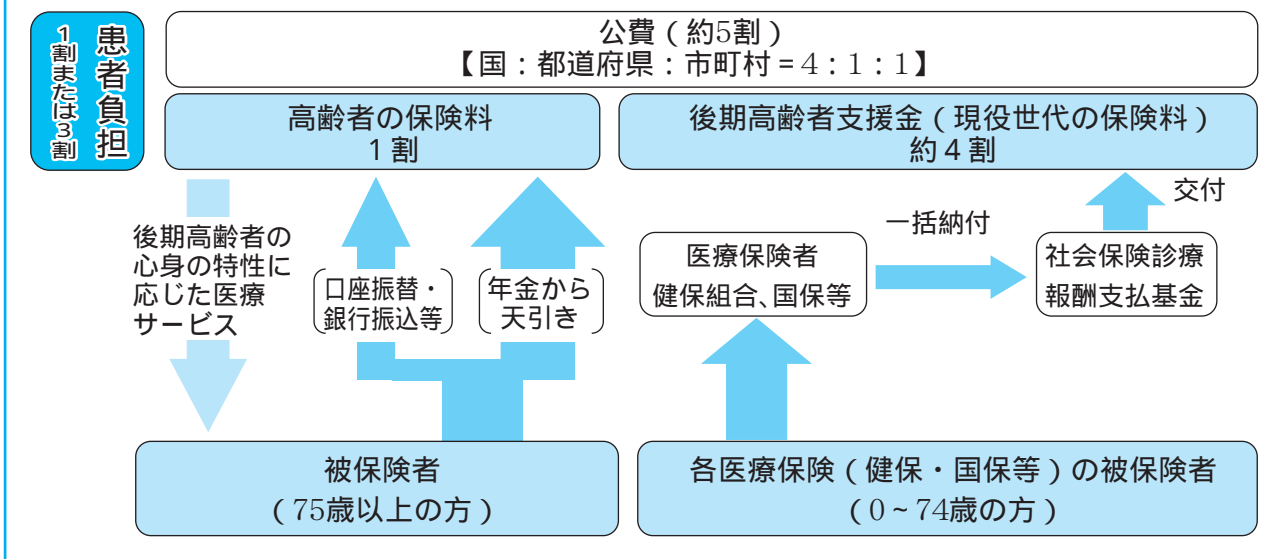 患者負担
1割または3割
公費（約5割）
【国：都道府県：市町村＝4：1：1】
高齢者の保険料
1割
後期高齢者支援金（現役世代の保険料）
約4割
後期高齢者の
心身の特性に
応じた医療
サービス
口座振替・
銀行振込等
年金から
天引き
医療保険者
健保組合、国保等
一括納付
社会保険診療
報酬支払基金
交付
被保険者
（75歳以上の方）
各医療保険（健保・国保等）の被保険者
（0～74歳の方）